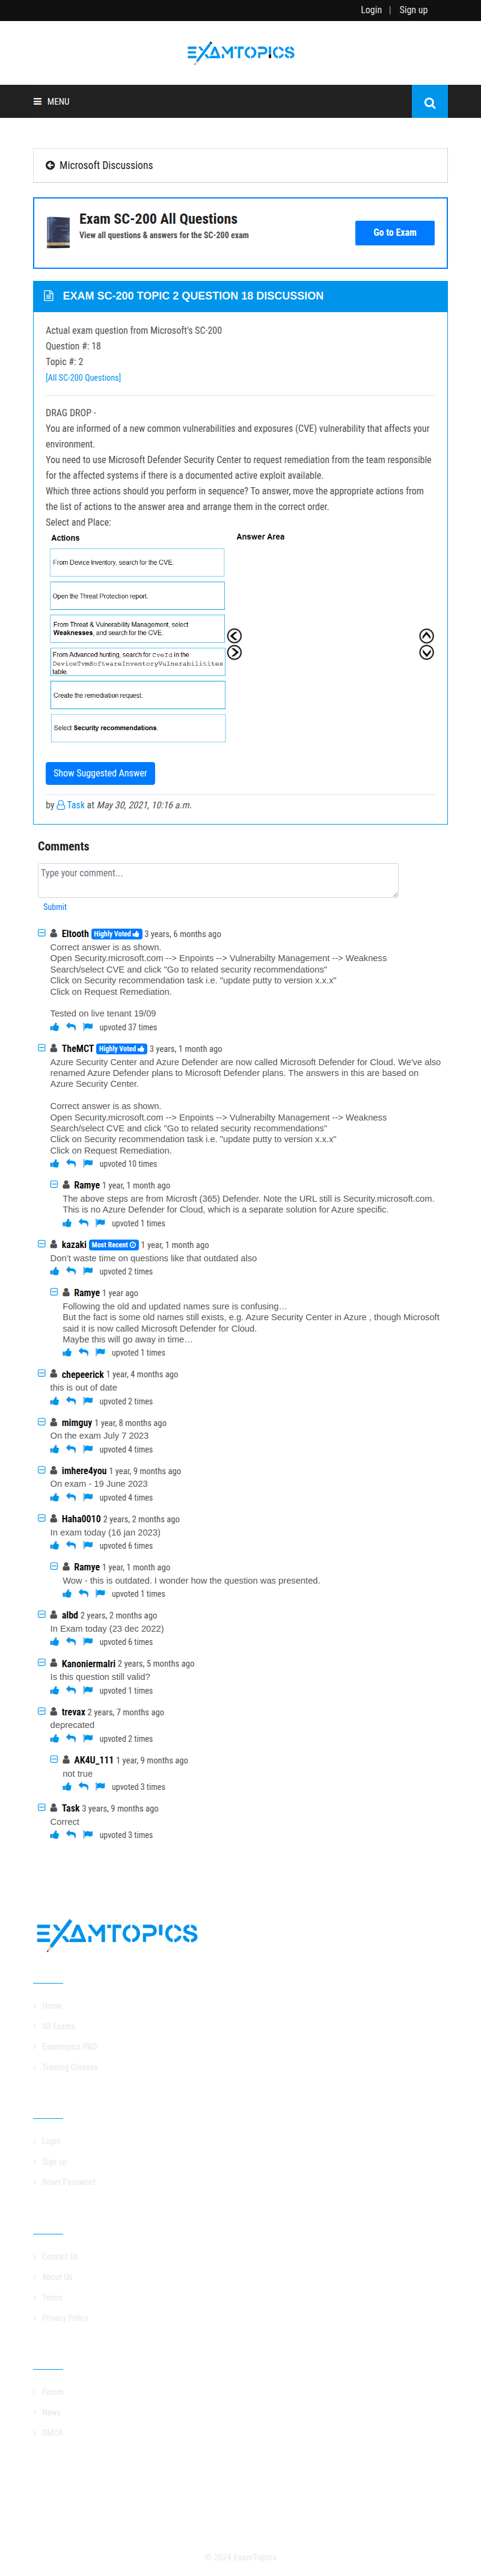 Login | Sign up
EXAMTOPICS
MENU
Microsoft Discussions
Exam SC-200 All Questions
View all questions & answers for the SC-200 exam
Go to Exam
EXAM SC-200 TOPIC 2 QUESTION 18 DISCUSSION
Actual exam question from Microsoft's SC-200
Question #: 18
Topic #: 2
[All SC-200 Questions]
DRAG DROP -
You are informed of a new common vulnerabilities and exposures (CVE) vulnerability that affects your
environment.
You need to use Microsoft Defender Security Center to request remediation from the team responsible
for the affected systems if there is a documented active exploit available.
Which three actions should you perform in sequence? To answer, move the appropriate actions from
the list of actions to the answer area and arrange them in the correct order.
Select and Place:
Actions
Answer Area
From Device Inventory, search for the CVE.
Open the Threat Protection report.
From Threat & Vulnerability Management, select
Weaknesses, and search for the CVE.
From Advanced hunting, search for CveId in the
DeviceTvmSoftwareInventoryVulnerabilitites
table.
Create the remediation request.
Select Security recommendations.
Show Suggested Answer
by Task at May 30, 2021, 10:16 a.m.
Comments
Type your comment...
Submit
Eltooth Highly Voted 3 years, 6 months ago
Correct answer is as shown.
Open Security.microsoft.com --> Enpoints --> Vulnerabilty Management --> Weakness
Search/select CVE and click "Go to related security recommendations"
Click on Security recommendation task i.e. "update putty to version x.x.x"
Click on Request Remediation.
Tested on live tenant 19/09
upvoted 37 times
TheMCT Highly Voted 3 years, 1 month ago
Azure Security Center and Azure Defender are now called Microsoft Defender for Cloud. We've also
renamed Azure Defender plans to Microsoft Defender plans. The answers in this are based on
Azure Security Center.
Correct answer is as shown.
Open Security.microsoft.com --> Enpoints --> Vulnerabilty Management --> Weakness
Search/select CVE and click "Go to related security recommendations"
Click on Security recommendation task i.e. "update putty to version x.x.x"
Click on Request Remediation.
upvoted 10 times
Ramye 1 year, 1 month ago
The above steps are from Microsft (365) Defender. Note the URL still is Security.microsoft.com.
This is no Azure Defender for Cloud, which is a separate solution for Azure specific.
upvoted 1 times
kazaki Most Recent 1 year, 1 month ago
Don't waste time on questions like that outdated also
upvoted 2 times
Ramye 1 year ago
Following the old and updated names sure is confusing…
But the fact is some old names still exists, e.g. Azure Security Center in Azure , though Microsoft
said it is now called Microsoft Defender for Cloud.
Maybe this will go away in time…
upvoted 1 times
chepeerick 1 year, 4 months ago
this is out of date
upvoted 2 times
mimguy 1 year, 8 months ago
On the exam July 7 2023
upvoted 4 times
imhere4you 1 year, 9 months ago
On exam - 19 June 2023
upvoted 4 times
Haha0010 2 years, 2 months ago
In exam today (16 jan 2023)
upvoted 6 times
Ramye 1 year, 1 month ago
Wow - this is outdated. I wonder how the question was presented.
upvoted 1 times
albd 2 years, 2 months ago
In Exam today (23 dec 2022)
upvoted 6 times
Kanoniermalri 2 years, 5 months ago
Is this question still valid?
upvoted 1 times
trevax 2 years, 7 months ago
deprecated
upvoted 2 times
AK4U_111 1 year, 9 months ago
not true
upvoted 3 times
Task 3 years, 9 months ago
Correct
upvoted 3 times
EXAMTOPICS
Home
All Exams
Examtopics PRO
Training Courses
Login
Sign up
Reset Password
Contact Us
About Us
Terms
Privacy Policy
Forum
News
DMCA
© 2024 ExamTopics